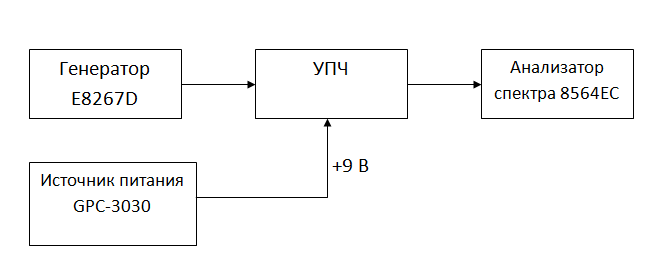 Генератор
E8267D
УПЧ
Анализатор
спектра 8564EC
Источник питания
GPC-3030
+9 В